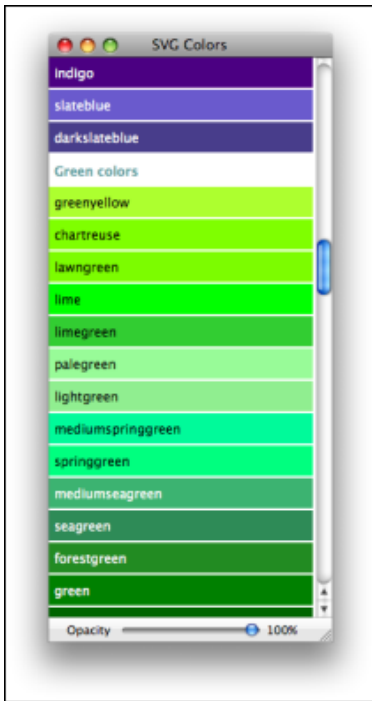 SVG Colors
indigo
slateblue
darkslateblue
Green colors
greenyellow
chartreuse
lawngreen
lime
limegreen
palegreen
lightgreen
mediumspringgreen
springgreen
mediumseagreen
seagreen
forestgreen
green
Opacity 100%